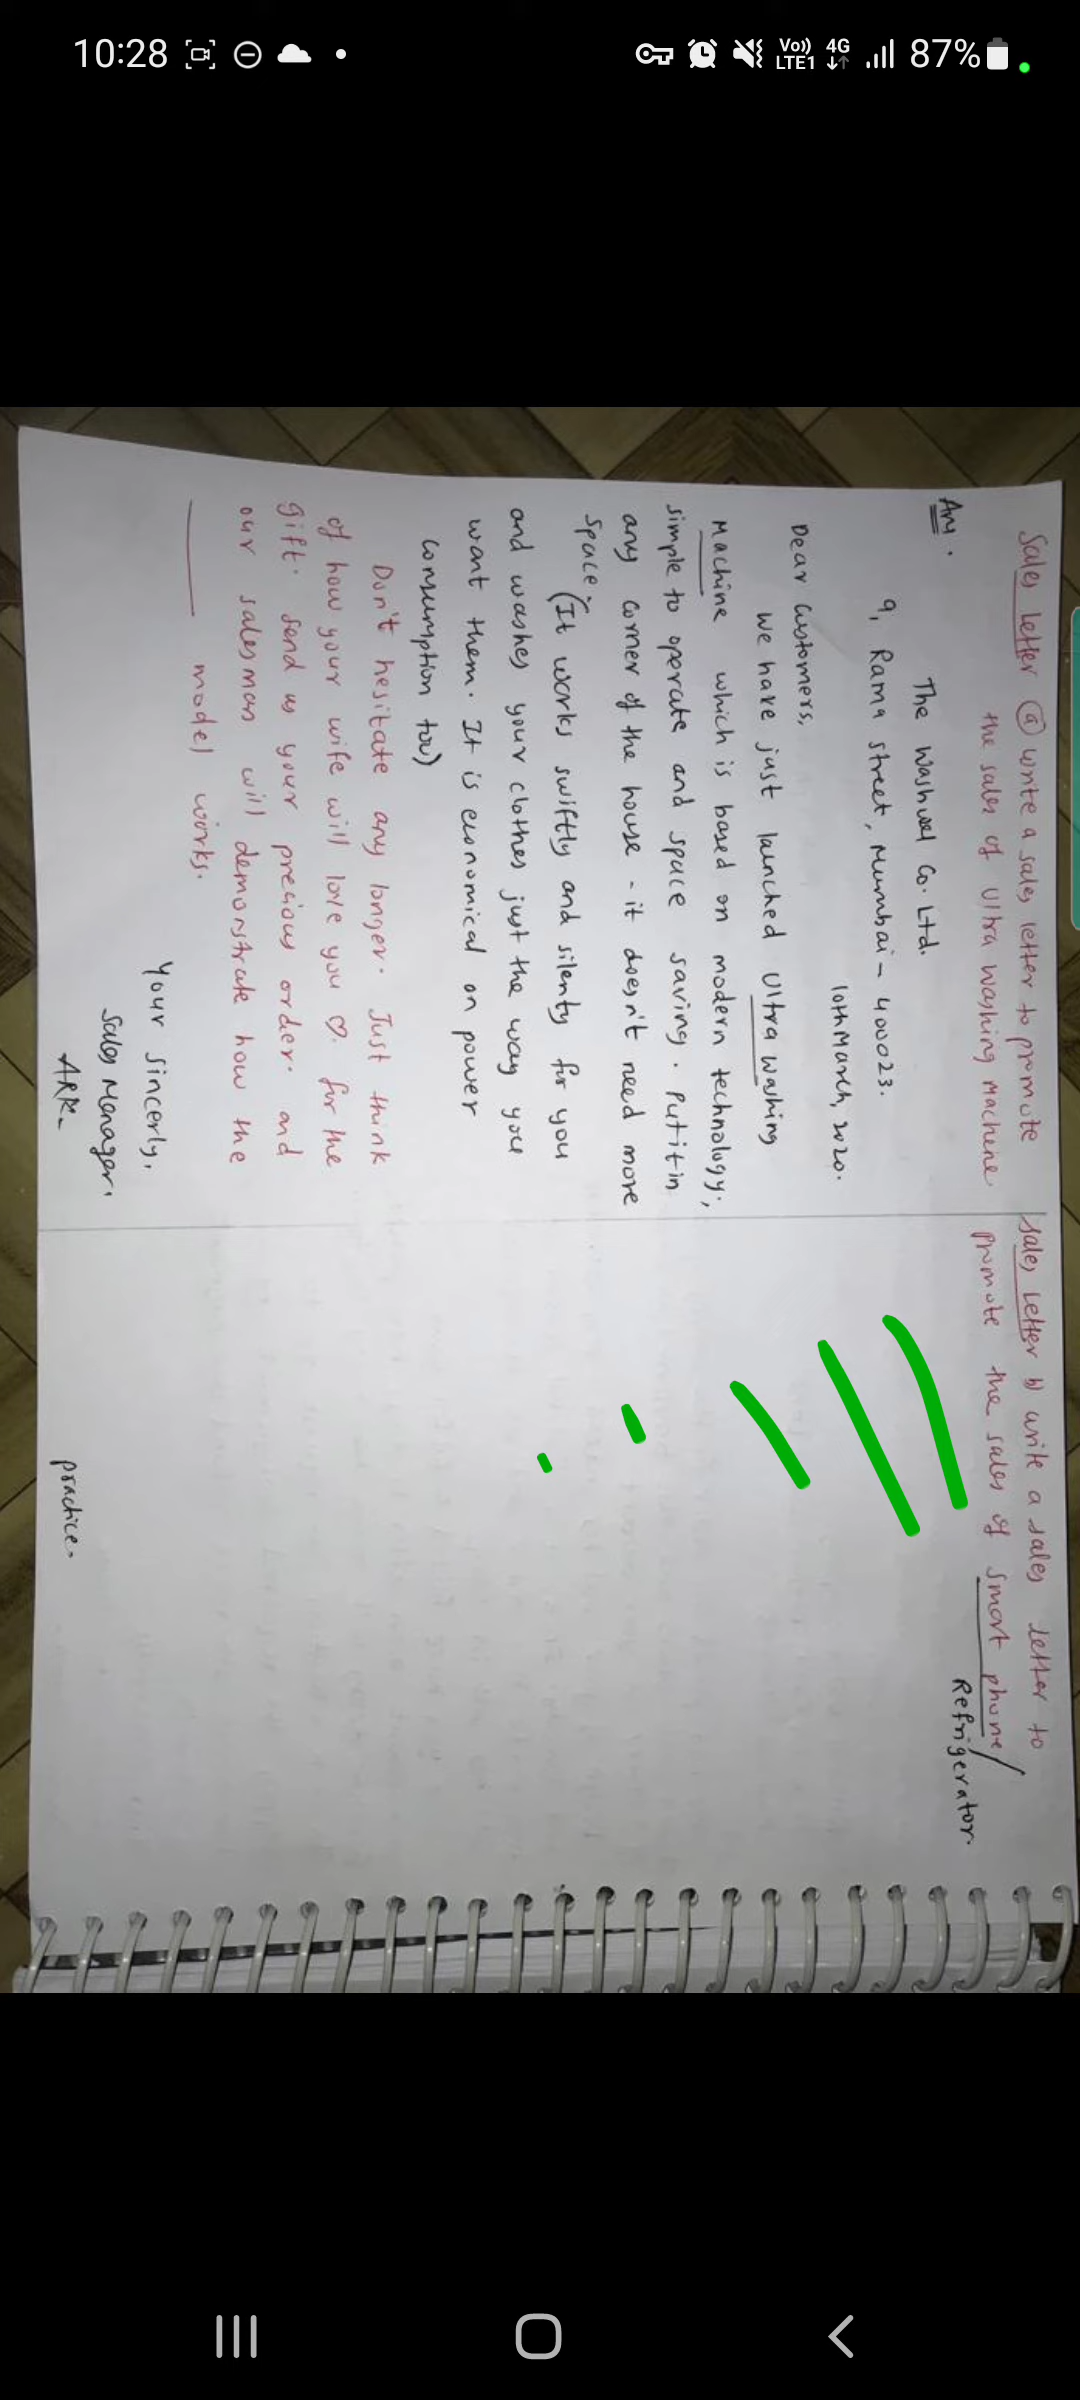 10:28
Vo)) LTE1 4G 87%
Sales Letter (a) write a sales letter to promote
the sales of Ultra washing Machine.
Ans.
The Washwel Co. Ltd.
9, Rama street, Mumbai - 400023.
10th March, 2020.
Dear customers,
we have just launched Ultra washing
Machine which is based on modern technology,
simple to operate and space saving. Put it in
any corner of the house - it doesn't need more
space. (It works swiftly and silently for you
and washes your clothes just the way you
want them. It is economical on power
consumption too)
Don't hesitate any longer. Just think
of how your wife will love you ♡. for the
gift. Send us your precious order. and
our salesman will demonstrate how the
model works.
Your sincerly,
Sales Manager.
ARK.
Sales Letter b) write a sales letter to
promote the sales of smart phone/
Refrigerator.
practice.